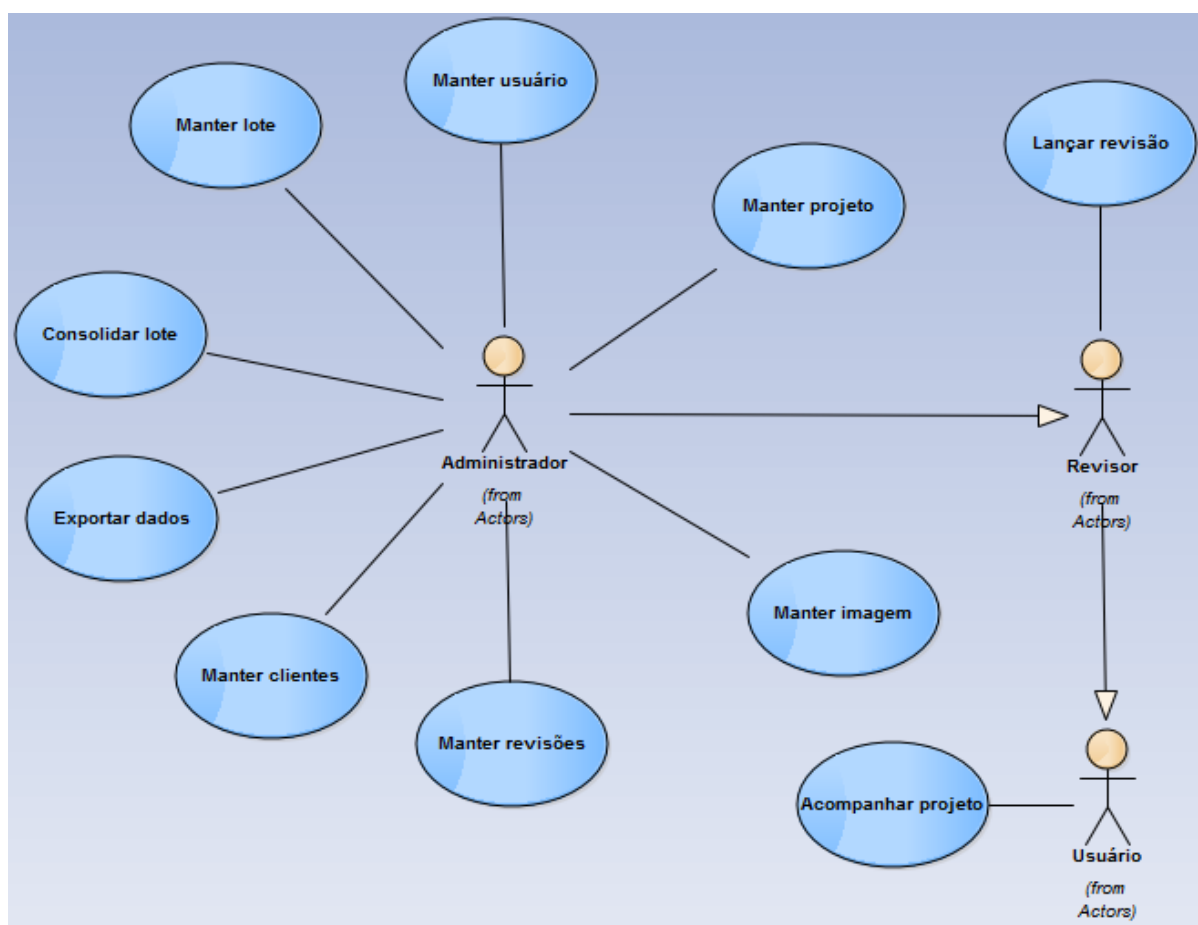 Manter usuário
Manter lote
Lançar revisão
Manter projeto
Consolidar lote
Administrador
(from
Actors)
Revisor
(from
Actors)
Exportar dados
Manter imagem
Manter clientes
Manter revisões
Acompanhar projeto
Usuário
(from
Actors)